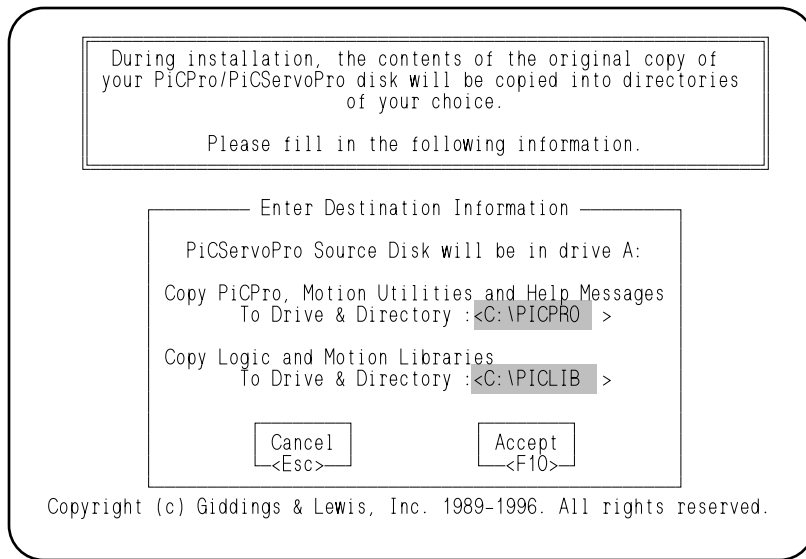 During installation, the contents of the original copy of
your PiCPro/PiCServoPro disk will be copied into directories
of your choice.
Please fill in the following information.
Enter Destination Information
PiCServoPro Source Disk will be in drive A:
Copy PiCPro, Motion Utilities and Help Messages
To Drive & Directory :<C:\PICPRO >
Copy Logic and Motion Libraries
To Drive & Directory :<C:\PICLIB >
Cancel Accept
<Esc> <F10>
Copyright (c) Giddings & Lewis, Inc. 1989-1996. All rights reserved.